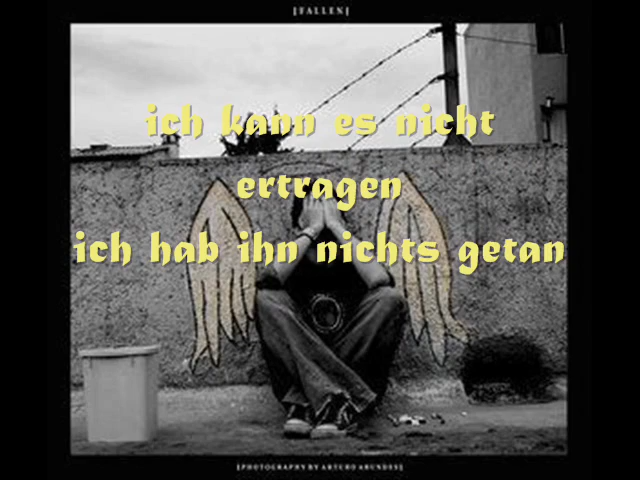 [FALLEN]
ich kann es nicht
ertragen
ich hab ihn nichts getan
[PHOTOGRAPHY BY ARTURO ABUNDES]